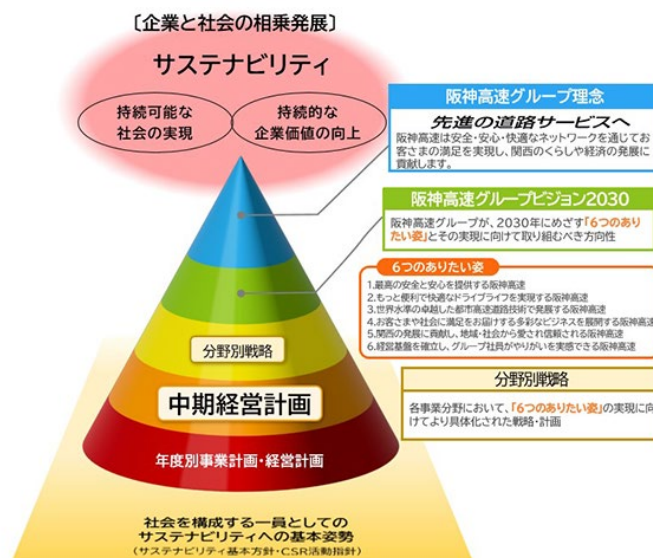 〔企業と社会の相乗発展〕
サステナビリティ
持続可能な
社会の実現
持続的な
企業価値の向上
阪神高速グループ理念
先進の道路サービスへ
阪神高速は安全・安心・快適なネットワークを通じてお
客さまの満足を実現し、関西のくらしや経済の発展に
貢献します。
阪神高速グループビジョン2030
阪神高速グループが、2030年にめざす「6つのあり
たい姿」とその実現に向けて取り組むべき方向性
6つのありたい姿
1.最高の安全と安心を提供する阪神高速
2.もっと便利で快適なドライブライフを実現する阪神高速
3.世界水準の卓越した都市高速道路技術で発展する阪神高速
4.お客さまや社会に満足をお届けする多彩なビジネスを展開する阪神高速
5.関西の発展に貢献し、地域・社会から愛され信頼される阪神高速
6.経営基盤を確立し、グループ社員がやりがいを実感できる阪神高速
分野別戦略
各事業分野において、「6つのありたい姿」の実現に向
けてより具体化された戦略・計画
分野別戦略
中期経営計画
年度別事業計画・経営計画
社会を構成する一員としての
サステナビリティへの基本姿勢
(サステナビリティ基本方針・CSR活動指針)